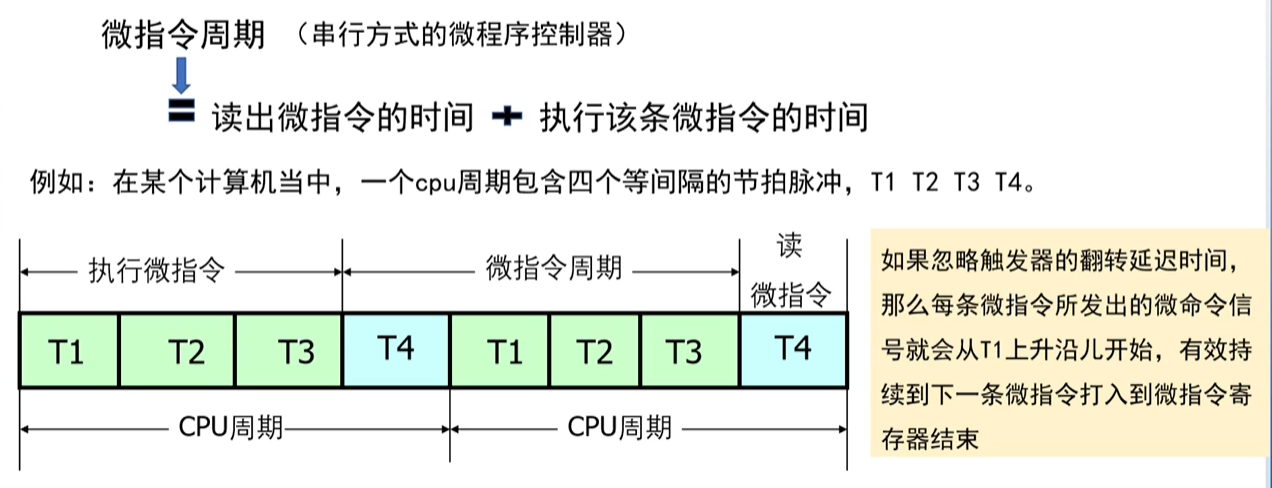 微指令周期 （串行方式的微程序控制器）
= 读出微指令的时间 + 执行该条微指令的时间
例如：在某个计算机当中，一个cpu周期包含四个等间隔的节拍脉冲，T1 T2 T3 T4。
执行微指令
微指令周期
读
微指令
T1 T2 T3 T4 T1 T2 T3 T4
CPU周期 CPU周期
如果忽略触发器的翻转延迟时间，
那么每条微指令所发出的微命令信
号就会从T1上升沿儿开始，有效持
续到下一条微指令打入到微指令寄
存器结束